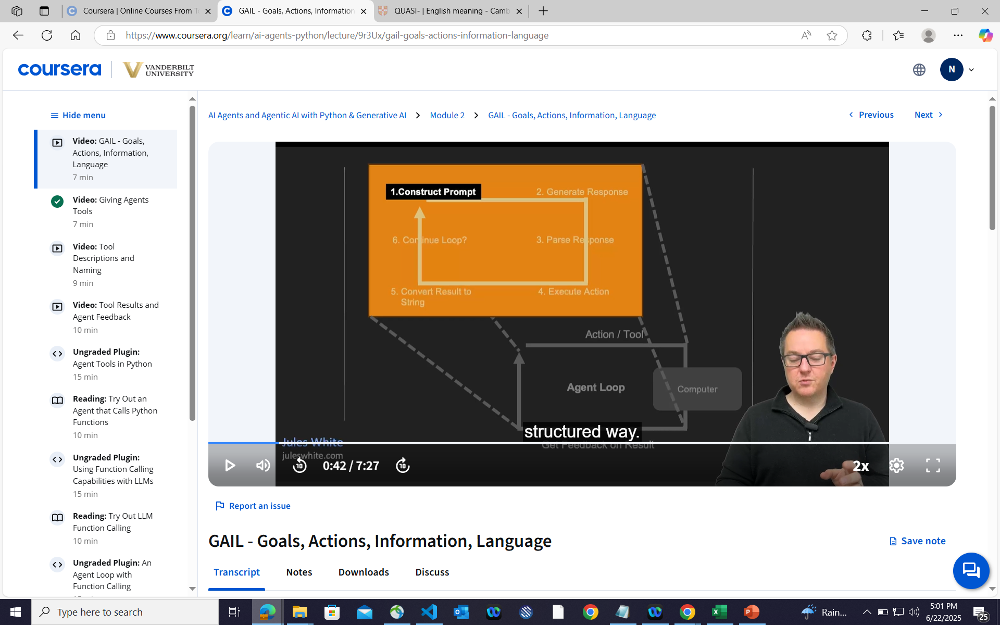 Coursera | Online Courses From T
GAIL - Goals, Actions, Information
QUASI- | English meaning - Camb
https://www.coursera.org/learn/ai-agents-python/lecture/9r3Ux/gail-goals-actions-information-language
coursera
VANDERBILT
UNIVERSITY
N
Hide menu
Video: GAIL - Goals,
Actions, Information,
Language
7 min
Video: Giving Agents
Tools
7 min
Video: Tool
Descriptions and
Naming
9 min
Video: Tool Results and
Agent Feedback
10 min
Ungraded Plugin:
Agent Tools in Python
15 min
Reading: Try Out an
Agent that Calls Python
Functions
10 min
Ungraded Plugin:
Using Function Calling
Capabilities with LLMs
15 min
Reading: Try Out LLM
Function Calling
10 min
Ungraded Plugin: An
Agent Loop with
Function Calling
AI Agents and Agentic AI with Python & Generative AI
Module 2
GAIL - Goals, Actions, Information, Language
Previous
Next
1.Construct Prompt
2. Generate Response
6. Continue Loop?
3. Parse Response
5. Convert Result to
String
4. Execute Action
Action / Tool
Agent Loop
Computer
structured way.
Get Feedback on Result
Jules White
juleswhite.com
10
0:42 / 7:27
10
2x
Report an issue
GAIL - Goals, Actions, Information, Language
Save note
Transcript
Notes
Downloads
Discuss
Type here to search
Rain...
5:01 PM
6/22/2025
25